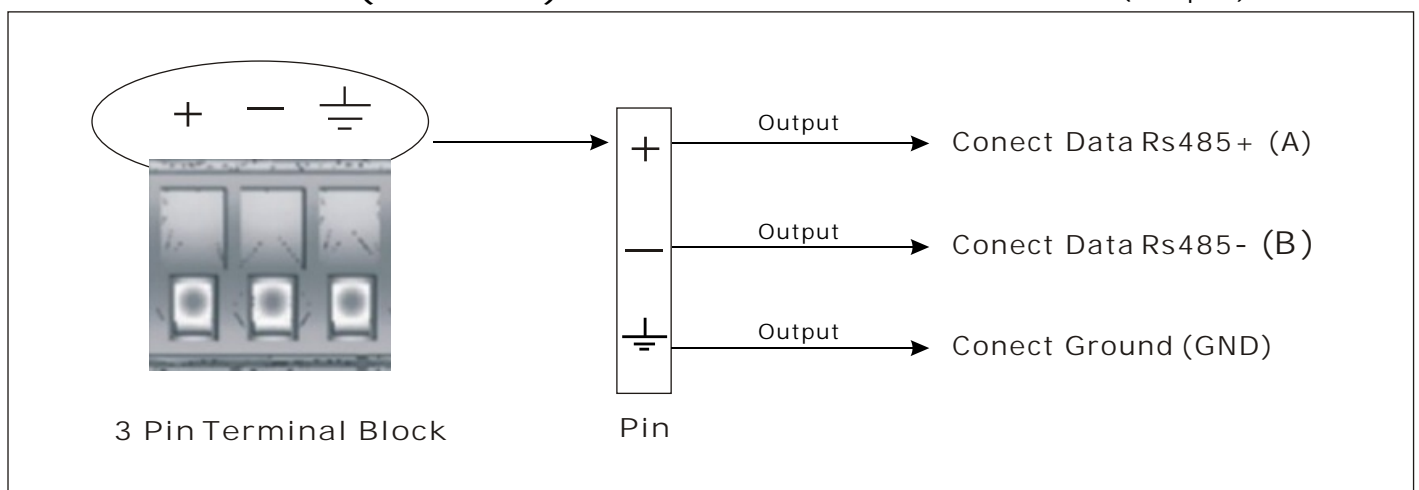 + —
+ Output Conect Data Rs485+ (A)
— Output Conect Data Rs485- (B)
Output Conect Ground (GND)
3 Pin Terminal Block
Pin